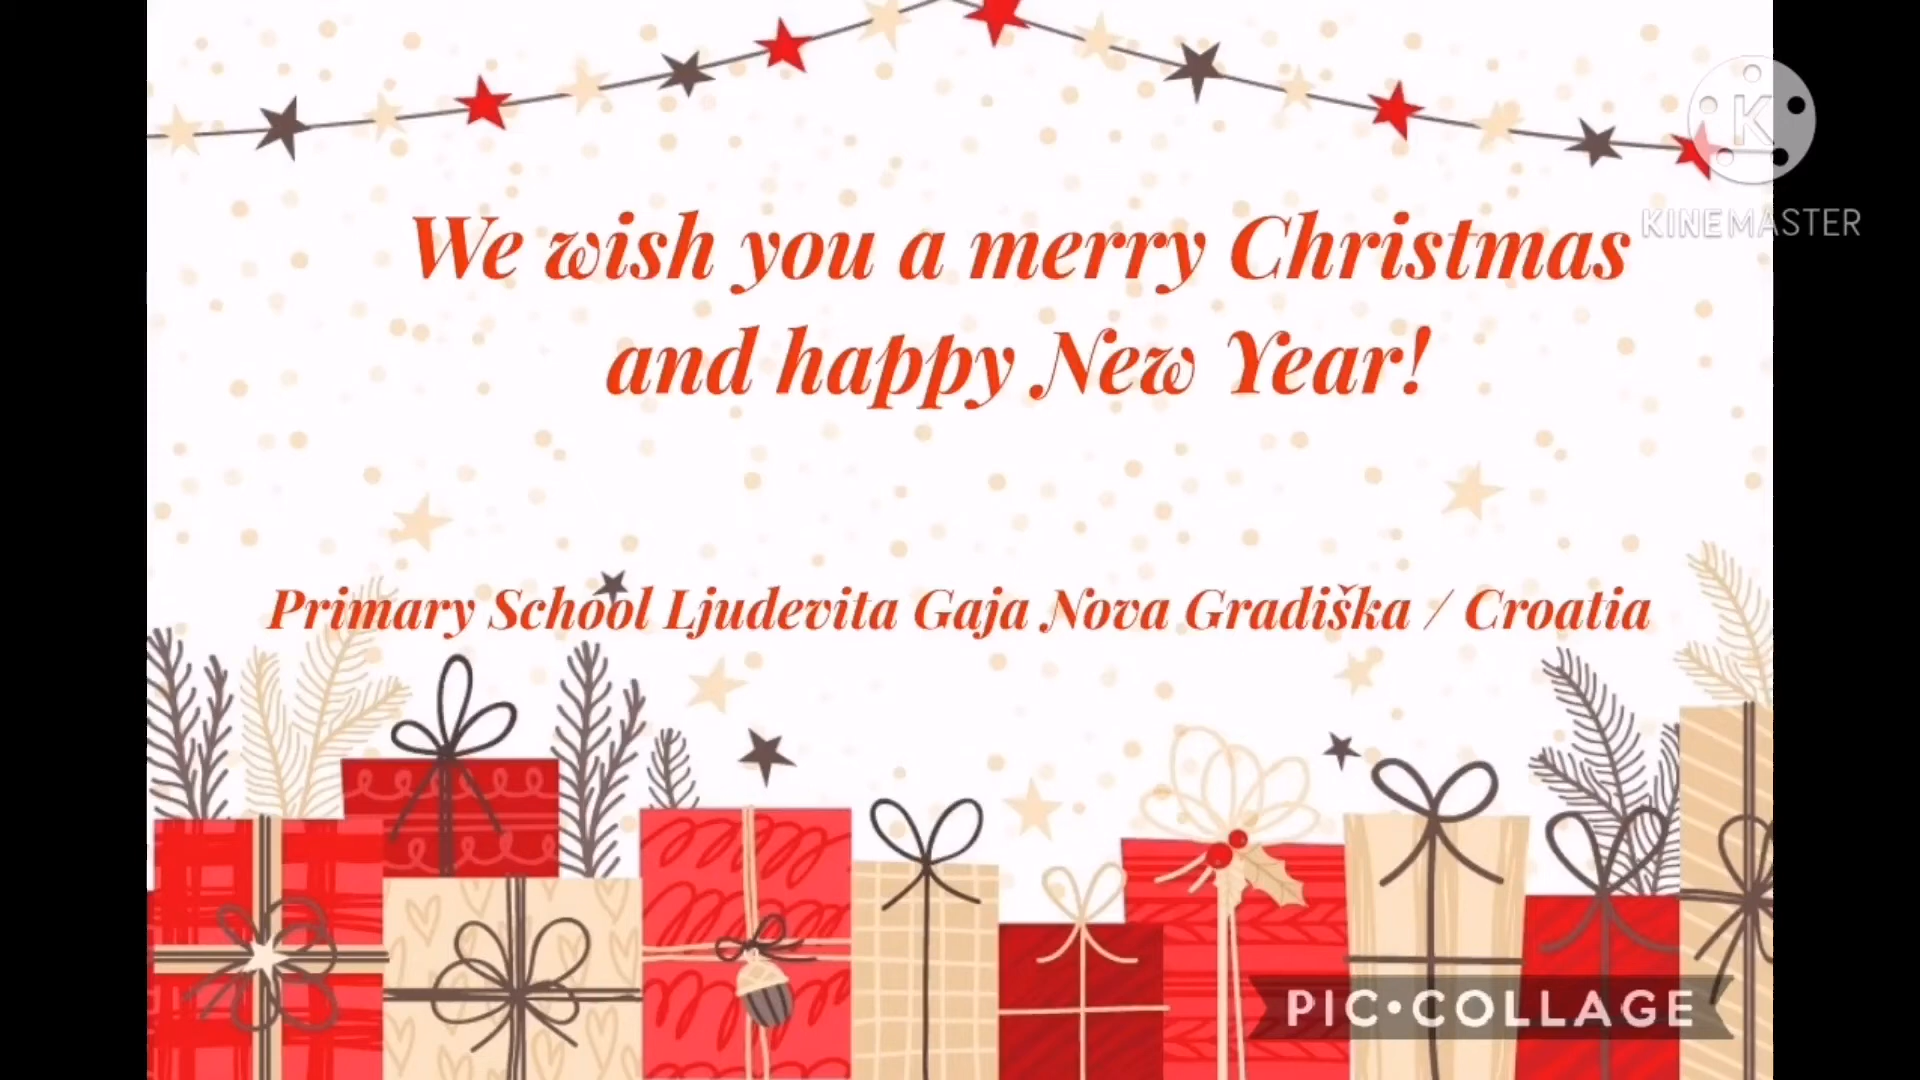 We wish you a merry Christmas
and happy New Year!
Primary School Ljudevita Gaja Nova Gradiška / Croatia
K
KINEMASTER
PIC•COLLAGE